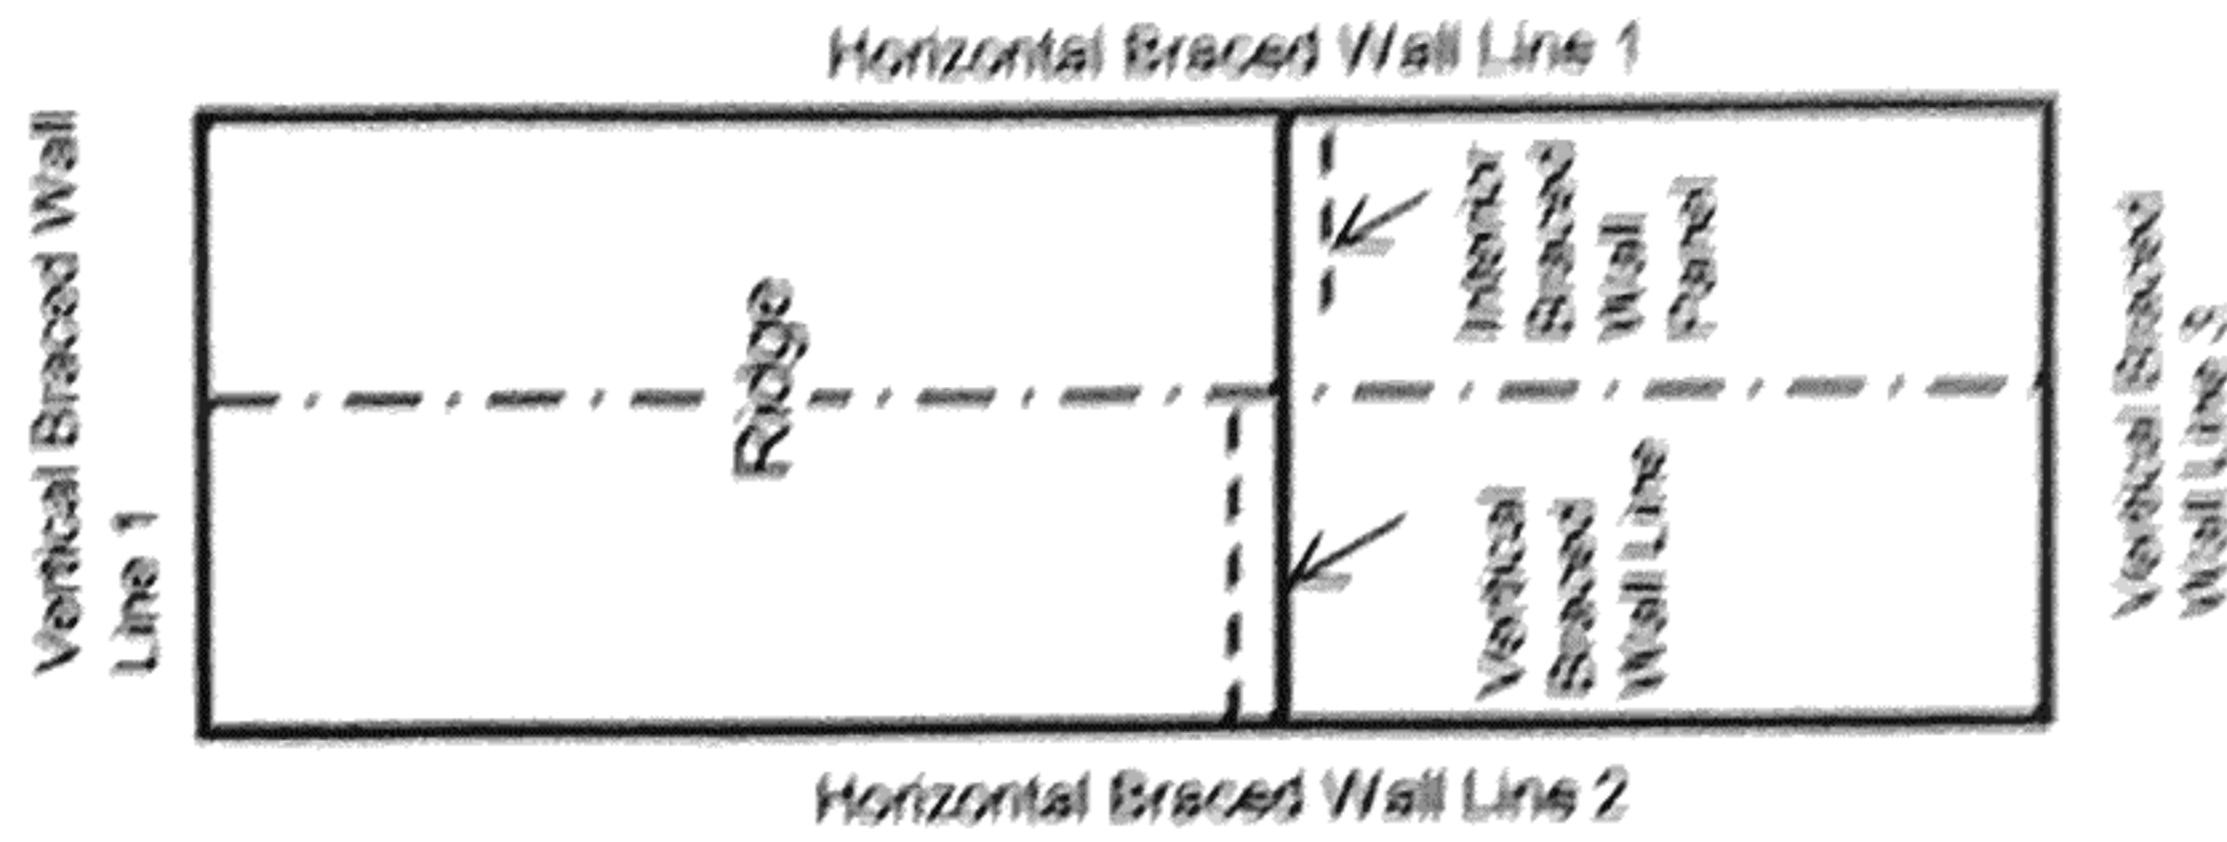 Horizontal Braced Wall Line 1
Vertical Braced Wall
Line 1
Ridge
Interior
Braced
Wall
Panel
Vertical
Braced
Wall Line
Vertical Braced
Wall Line 3
Horizontal Braced Wall Line 2